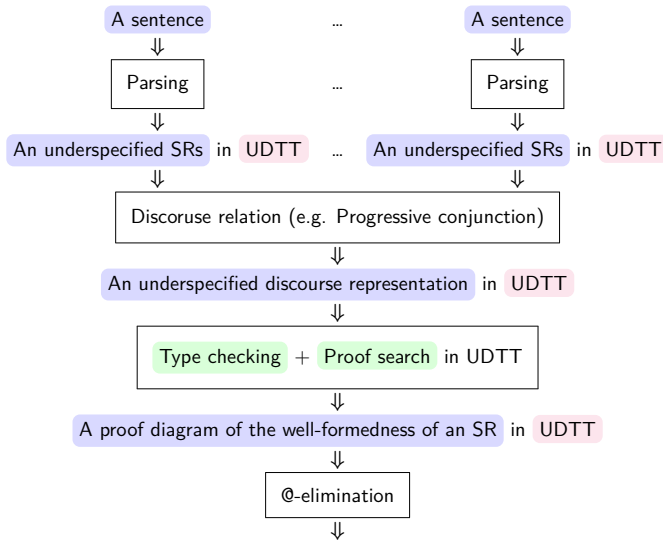 A sentence ... A sentence
⇓ ⇓
Parsing ... Parsing
⇓ ⇓
An underspecified SRs in UDTT ... An underspecified SRs in UDTT
⇓ ⇓
Discoruse relation (e.g. Progressive conjunction)
⇓
An underspecified discourse representation in UDTT
⇓
Type checking + Proof search in UDTT
⇓
A proof diagram of the well-formedness of an SR in UDTT
⇓
@-elimination
⇓